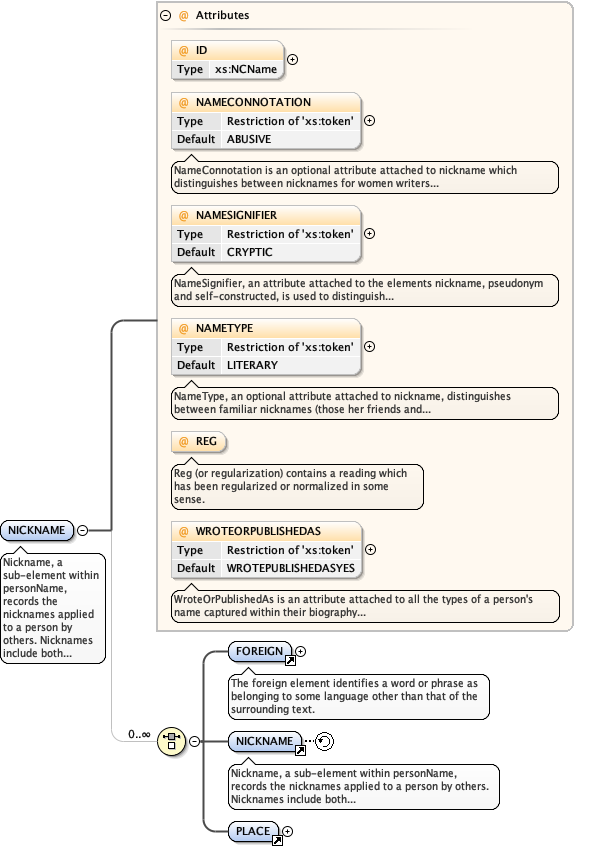 @ Attributes
@ ID
Type xs:NCName
@ NAMECONNOTATION
Type Restriction of 'xs:token'
Default ABUSIVE
NameConnotation is an optional attribute attached to nickname which
distinguishes between nicknames for women writers...
@ NAMESIGNIFIER
Type Restriction of 'xs:token'
Default CRYPTIC
NameSignifier, an attribute attached to the elements nickname, pseudonym
and self-constructed, is used to distinguish...
@ NAMETYPE
Type Restriction of 'xs:token'
Default LITERARY
NameType, an optional attribute attached to nickname, distinguishes
between familiar nicknames (those her friends and...
@ REG
Reg (or regularization) contains a reading which
has been regularized or normalized in some
sense.
@ WROTEORPUBLISHEDAS
Type Restriction of 'xs:token'
Default WROTEPUBLISHEDASYES
WroteOrPublishedAs is an attribute attached to all the types of a person's
name captured within their biography...
NICKNAME
Nickname, a
sub-element within
personName,
records the
nicknames applied
to a person by
others. Nicknames
include both...
0..∞
FOREIGN
The foreign element identifies a word or phrase as
belonging to some language other than that of the
surrounding text.
NICKNAME
Nickname, a sub-element within personName,
records the nicknames applied to a person by others.
Nicknames include both...
PLACE